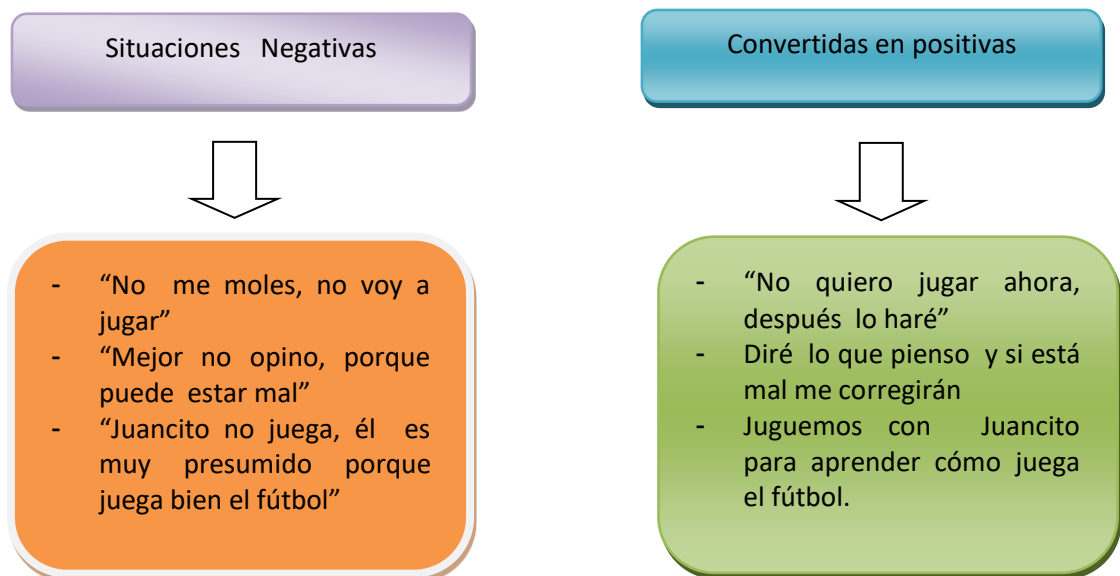 Situaciones Negativas
Convertidas en positivas
- “No me moles, no voy a
jugar”
- “Mejor no opino, porque
puede estar mal”
- “Juancito no juega, él es
muy presumido porque
juega bien el fútbol”
- “No quiero jugar ahora,
después lo haré”
- Diré lo que pienso y si está
mal me corregirán
- Juguemos con Juancito
para aprender cómo juega
el fútbol.